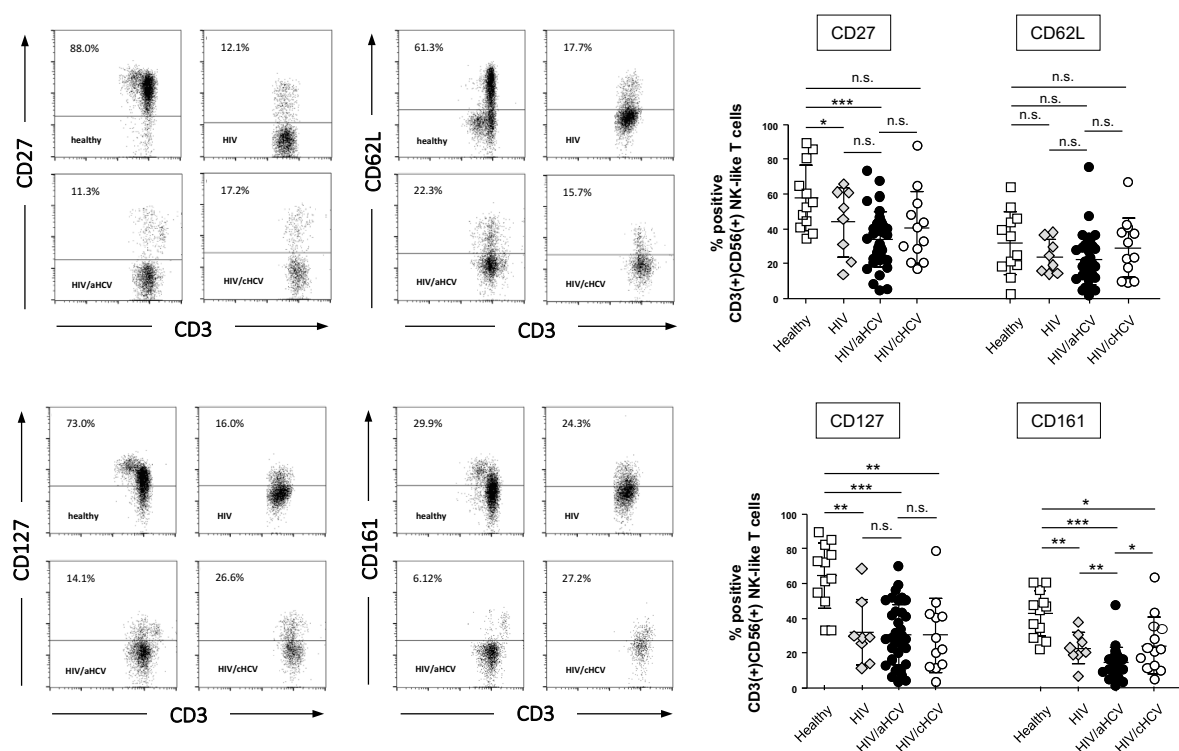 CD27
88.0%
healthy
12.1%
HIV
11.3%
HIV/aHCV
17.2%
HIV/cHCV
CD3
CD62L
61.3%
healthy
17.7%
HIV
22.3%
HIV/aHCV
15.7%
HIV/cHCV
CD3
CD27
CD62L
n.s.
***
*
n.s.
n.s.
n.s.
n.s.
n.s.
n.s.
n.s.
n.s.
% positive
CD3(+)CD56(+) NK-like T cells
100
80
60
40
20
0
Healthy
HIV
HIV/aHCV
HIV/cHCV
Healthy
HIV
HIV/aHCV
HIV/cHCV
CD127
73.0%
healthy
16.0%
HIV
14.1%
HIV/aHCV
26.6%
HIV/cHCV
CD3
CD161
29.9%
healthy
24.3%
HIV
6.12%
HIV/aHCV
27.2%
HIV/cHCV
CD3
CD127
CD161
**
***
**
n.s.
n.s.
*
***
**
*
**
% positive
CD3(+)CD56(+) NK-like T cells
100
80
60
40
20
0
Healthy
HIV
HIV/aHCV
HIV/cHCV
Healthy
HIV
HIV/aHCV
HIV/cHCV